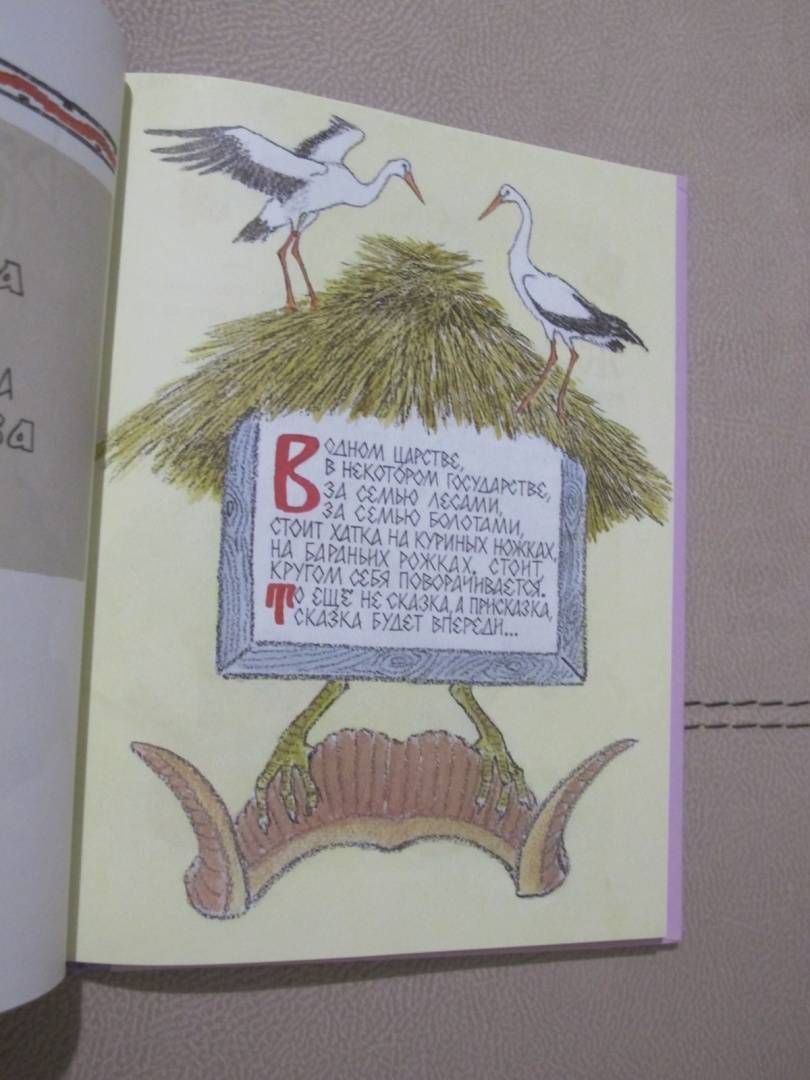 В ОДНОМ ЦАРСТВЕ,
В НЕКОТОРОМ ГОСУДАРСТВЕ,
ЗА СЕМЬЮ ЛЕСАМИ,
ЗА СЕМЬЮ БОЛОТАМИ,
СТОИТ ХАТКА НА КУРИНЫХ НОЖКАХ,
НА БАРАНЬИХ РОЖКАХ. СТОИТ,
КРУГОМ СЕБЯ ПОВОРАЧИВАЕТСЯ.
ТО ЕЩЁ НЕ СКАЗКА, А ПРИСКАЗКА,
СКАЗКА БУДЕТ ВПЕРЕДИ...